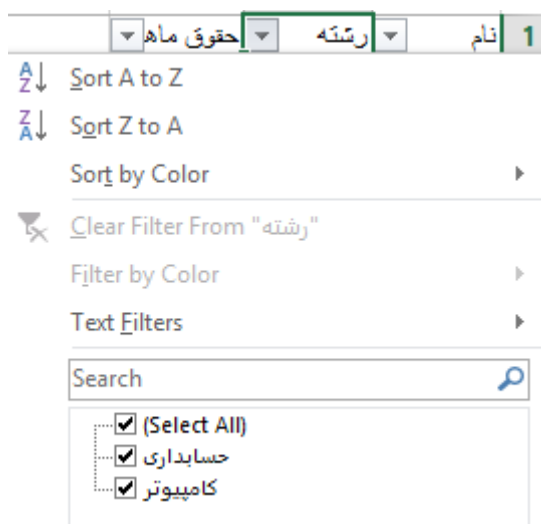 1 نام رشته حقوق ماه
Sort A to Z
Sort Z to A
Sort by Color
Clear Filter From "رشته"
Filter by Color
Text Filters
Search
(Select All)
حسابداری
کامپیوتر